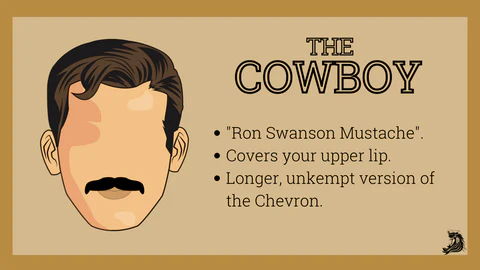 THE
COWBOY
"Ron Swanson Mustache".
Covers your upper lip.
Longer, unkempt version of
the Chevron.